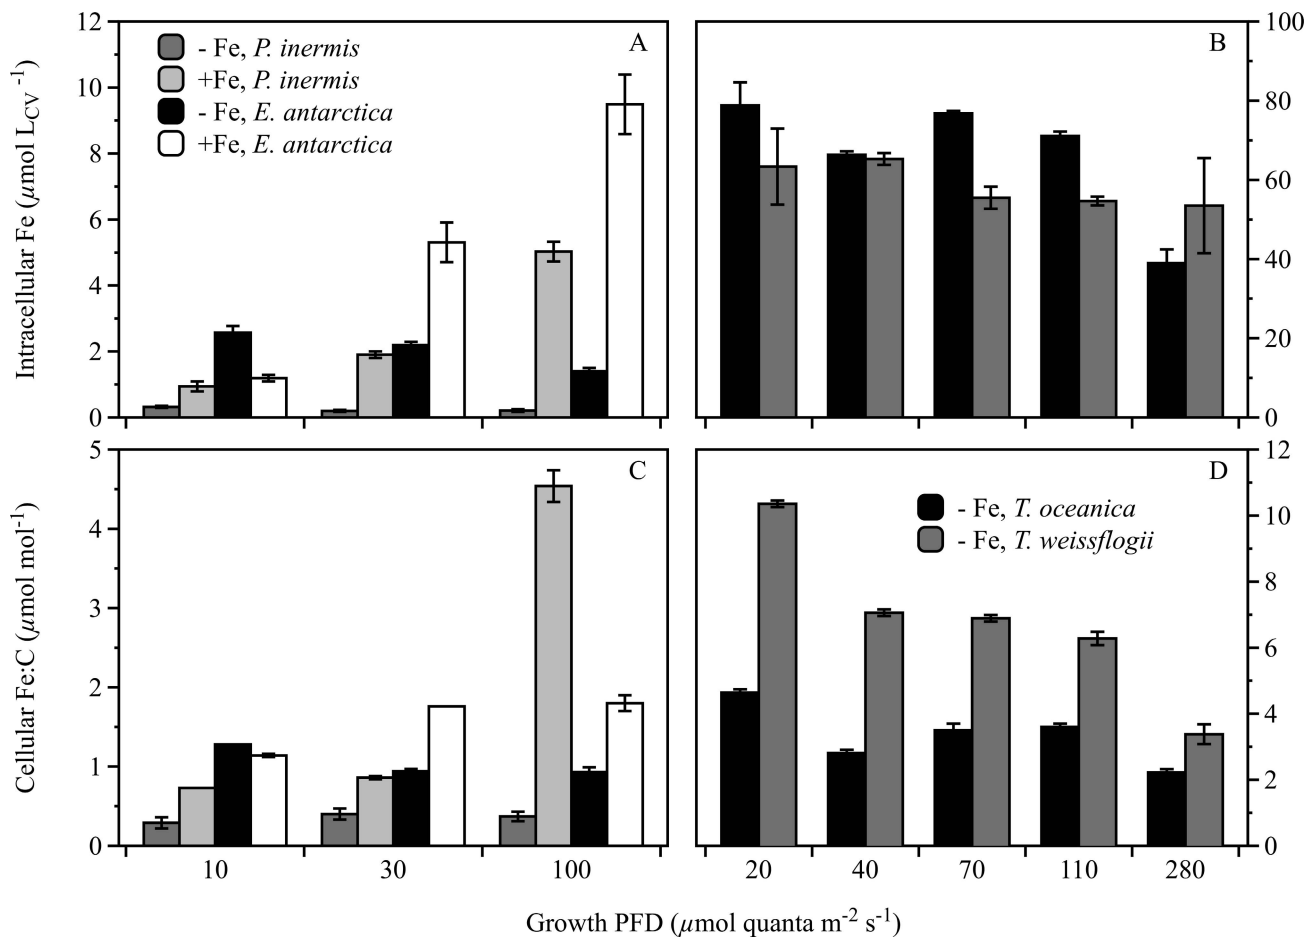 12
10
8
6
4
2
0
Intracellular Fe (µmol L_CV ⁻¹)
- Fe, P. inermis
+Fe, P. inermis
- Fe, E. antarctica
+Fe, E. antarctica
A
B
100
80
60
40
20
0
5
4
3
2
1
0
Cellular Fe:C (µmol mol⁻¹)
C
D
- Fe, T. oceanica
- Fe, T. weissflogii
12
10
8
6
4
2
0
10 30 100 20 40 70 110 280
Growth PFD (µmol quanta m⁻² s⁻¹)